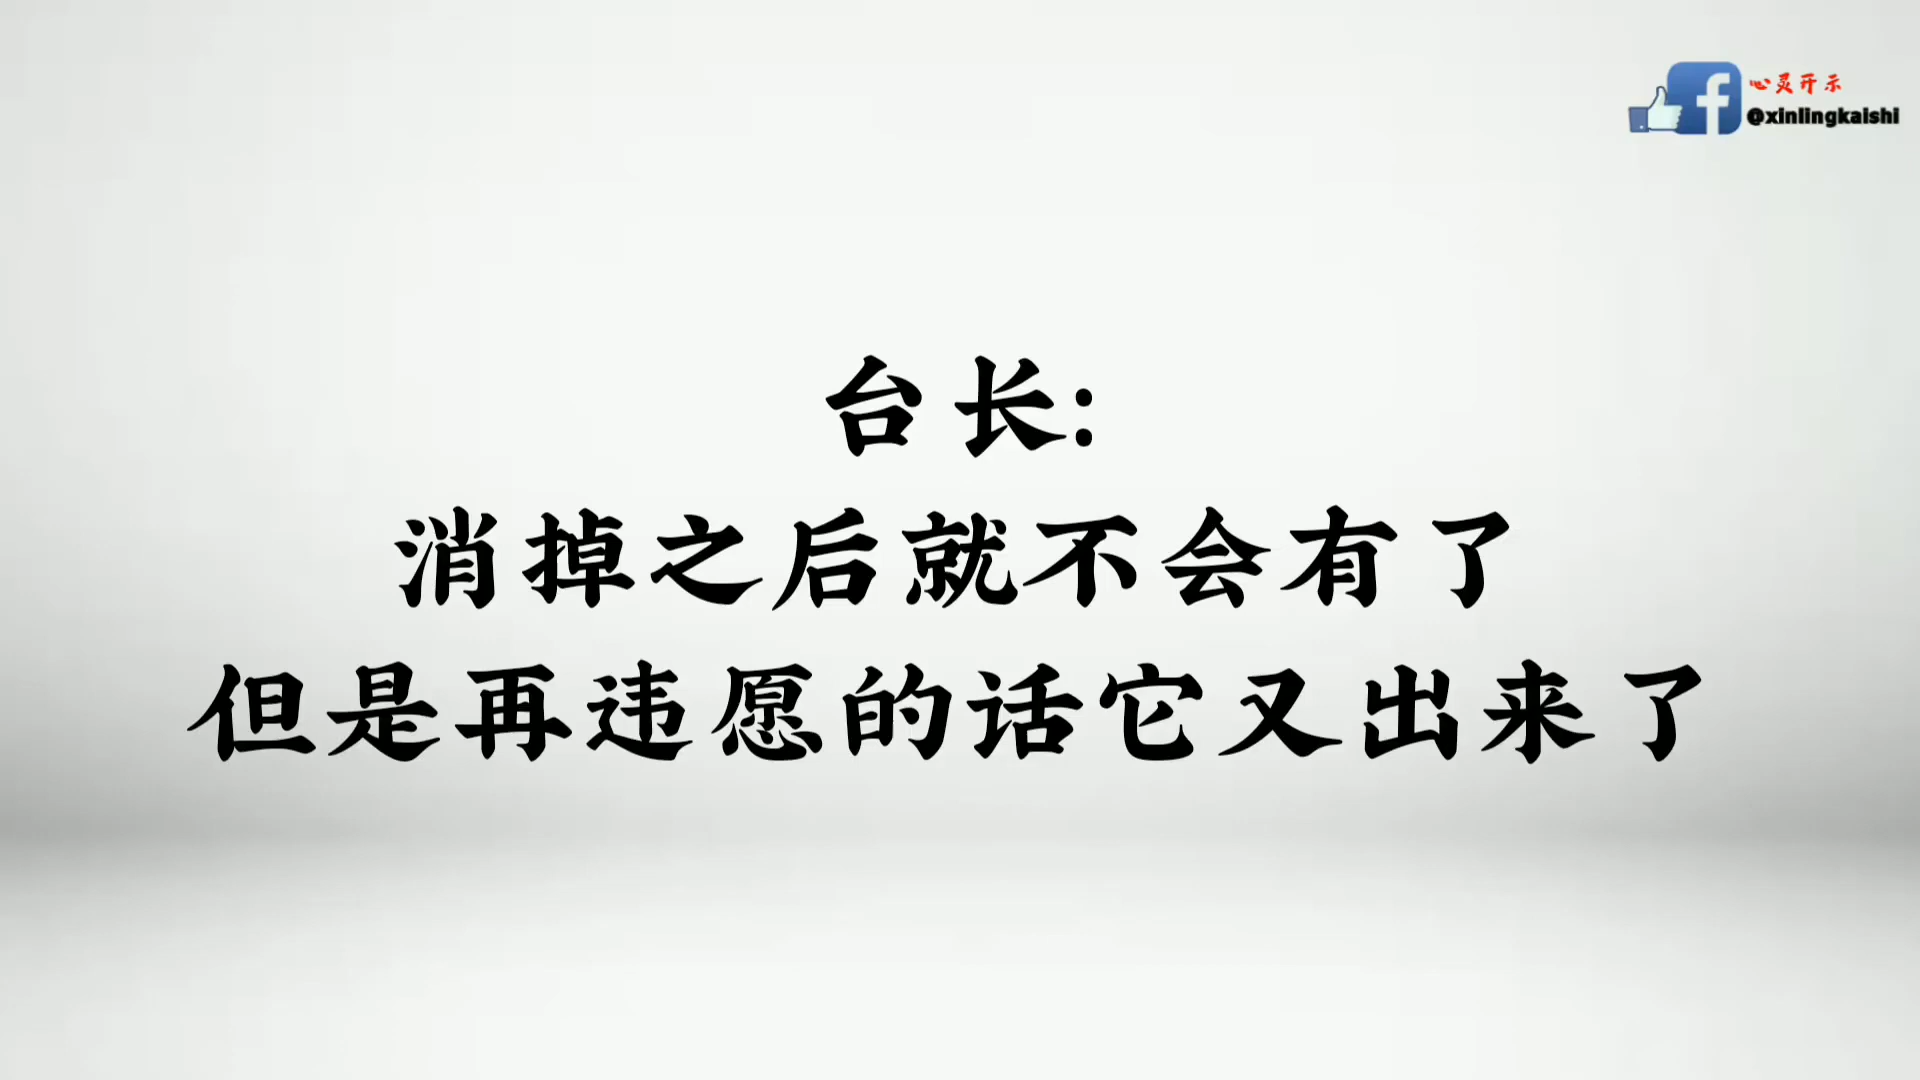 心灵开示
@xinlingkaishi
台长:
消掉之后就不会有了
但是再违愿的话它又出来了